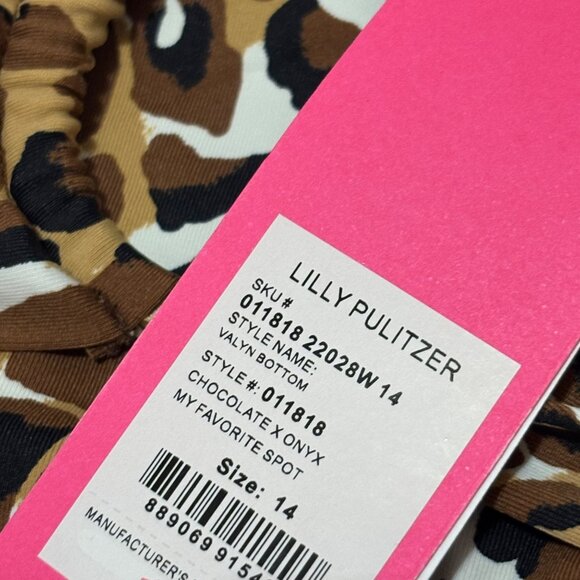 LILLY PULITZER
SKU #
011818 22028W 14
STYLE NAME:
VALYN BOTTOM
STYLE #: 011818
CHOCOLATE X ONYX
MY FAVORITE SPOT
Size: 14
MANUFACTURER'S